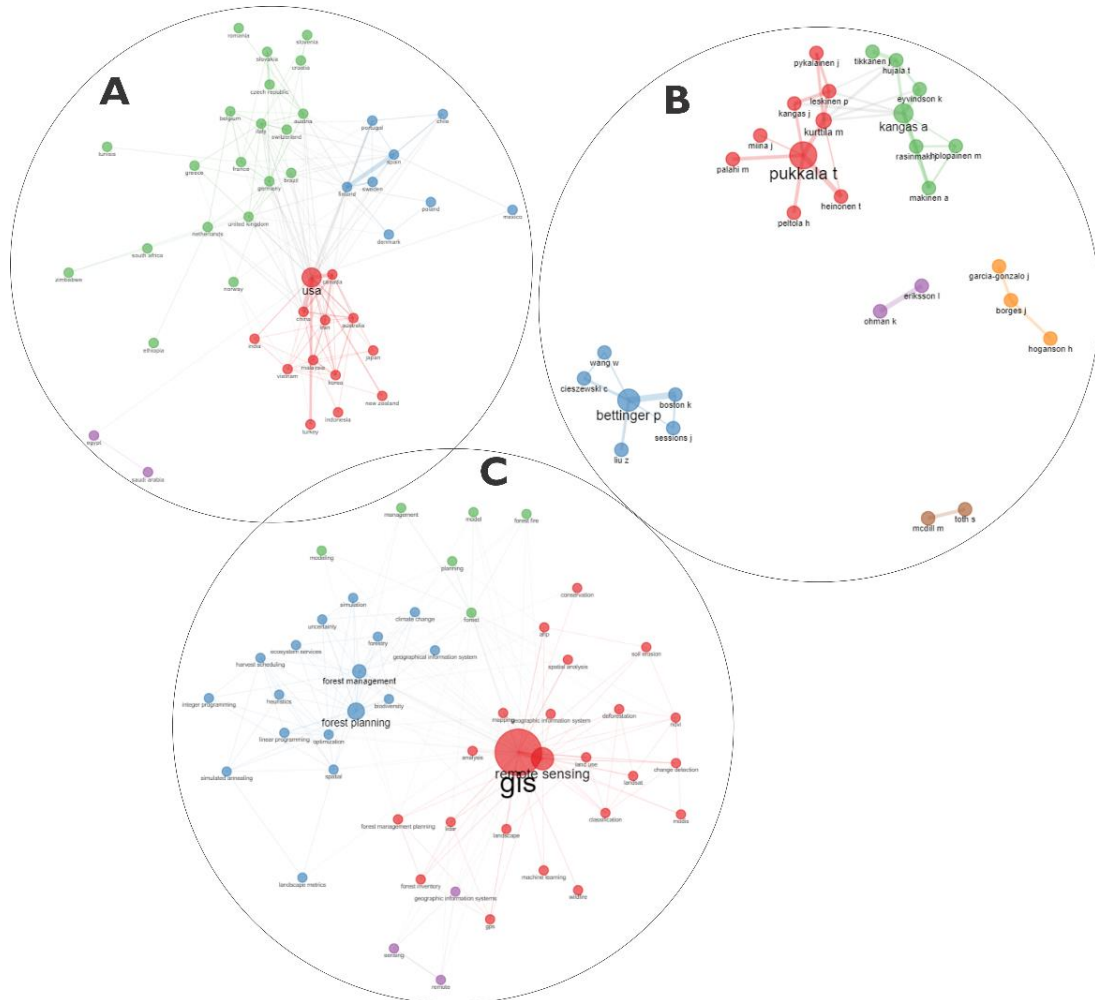 A
romania
slovenia
slovakia
croatia
czech republic
belgium
austria
italy
switzerland
portugal
chile
tunisia
greece
france
brazil
spain
germany
finland
sweden
poland
mexico
united kingdom
netherlands
denmark
south africa
zimbabwe
norway
usa
canada
china
iran
australia
india
japan
ethiopia
malaysia
vietnam
korea
new zealand
indonesia
turkey
egypt
saudi arabia
B
pykalainen j
tikkanen j
hujala t
leskinen p
eyvindson k
kangas j
kurttila m
kangas a
miina j
rasinmaki j
holopainen m
palahi m
pukkala t
makinen a
heinonen t
peltola h
garcia-gonzalo j
eriksson l
borges j
ohman k
hoganson h
wang w
cieszewski c
boston k
bettinger p
sessions j
liu z
toth s
mcdill m
C
management
model
forest fire
modeling
planning
conservation
simulation
climate change
forest
uncertainty
ahp
forestry
ecosystem services
geographical information system
soil erosion
harvest scheduling
spatial analysis
forest management
integer programming
heuristics
biodiversity
forest planning
mapping
geographic information system
deforestation
ndvi
linear programming
optimization
analysis
land use
change detection
simulated annealing
spatial
remote sensing
gis
landsat
classification
modis
forest management planning
lidar
landscape
landscape metrics
forest inventory
machine learning
geographic information systems
wildfire
gps
sensing
remote